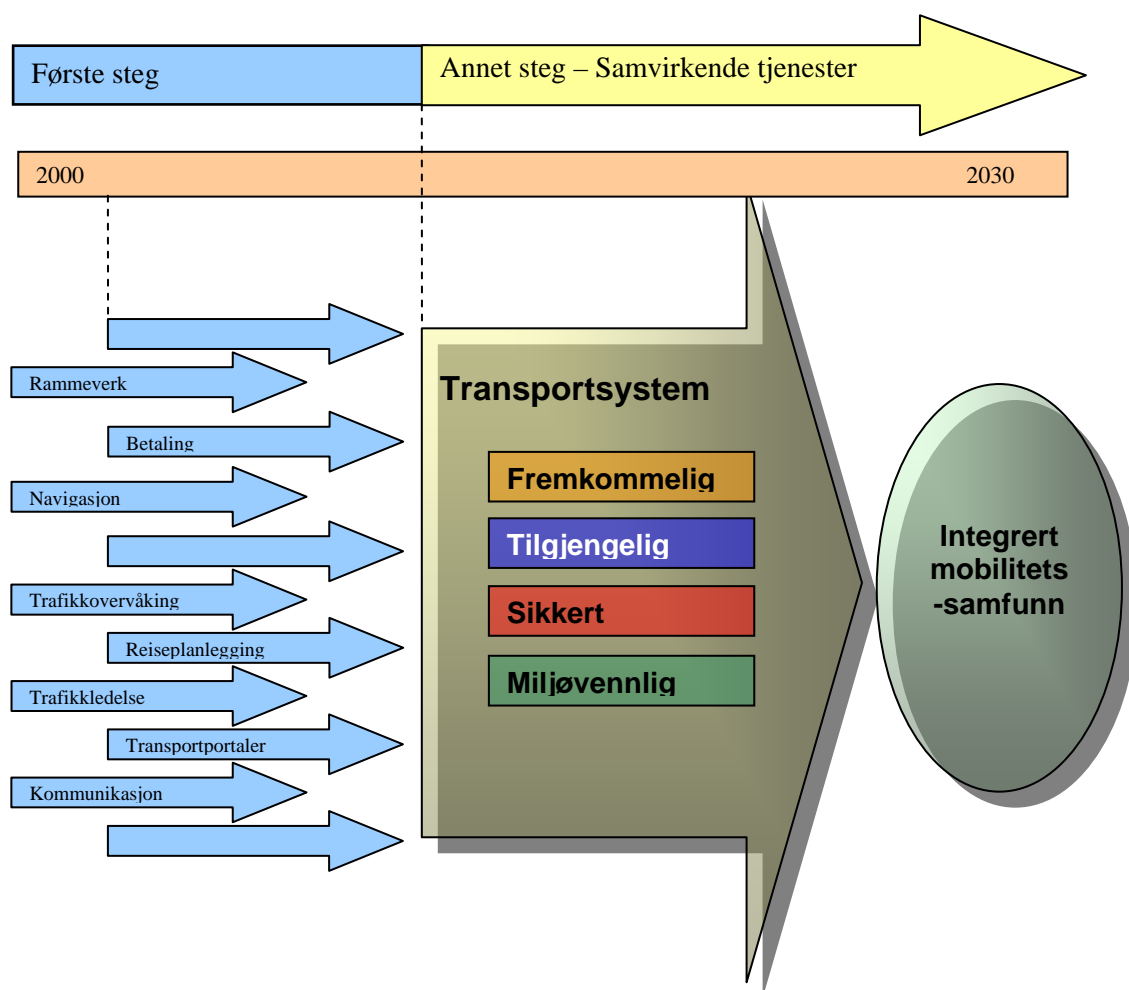 Første steg
Annet steg – Samvirkende tjenester
2000
2030
Rammeverk
Betaling
Navigasjon
Trafikkovervåking
Reiseplanlegging
Trafikkledelse
Transportportaler
Kommunikasjon
Transportsystem
Fremkommelig
Tilgjengelig
Sikkert
Miljøvennlig
Integrert
mobilitets
-samfunn